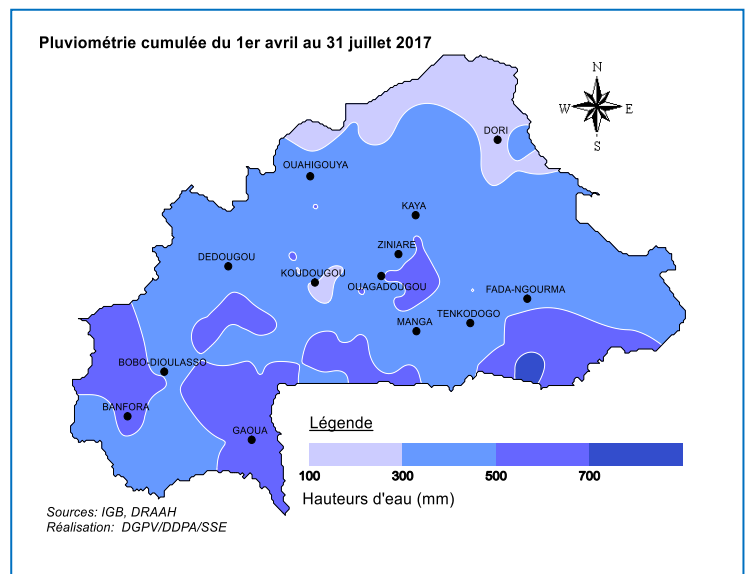 Pluviométrie cumulée du 1er avril au 31 juillet 2017
N
W E
S
DORI
OUAHIGOUYA
KAYA
ZINIARE
DEDOUGOU
KOUDOUGOU
OUAGADOUGOU
FADA-NGOURMA
MANGA
TENKODOGO
BOBO-DIOULASSO
BANFORA
GAOUA
Légende
100 300 500 700
Hauteurs d'eau (mm)
Sources: IGB, DRAAH
Réalisation: DGPV/DDPA/SSE